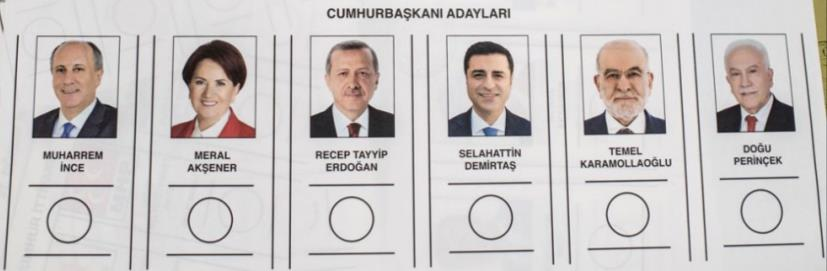 CUMHURBAŞKANI ADAYLARI
MUHARREM
İNCE
MERAL
AKŞENER
RECEP TAYYİP
ERDOĞAN
SELAHATTİN
DEMİRTAŞ
TEMEL
KARAMOLLAOĞLU
DOĞU
PERİNÇEK